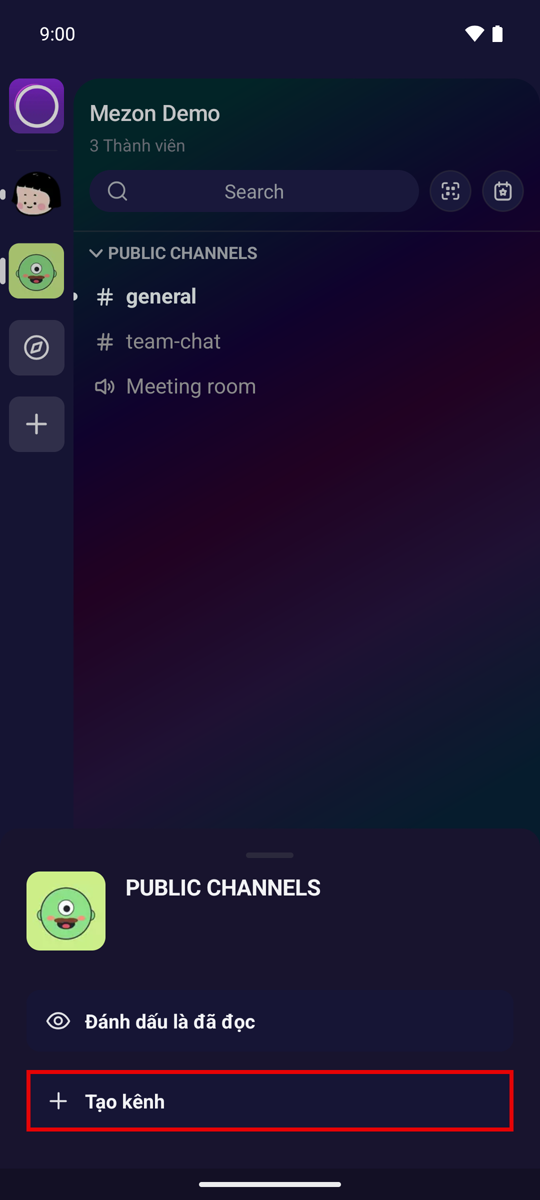 9:00
Mezon Demo
3 Thành viên
Search
PUBLIC CHANNELS
# general
# team-chat
Meeting room
PUBLIC CHANNELS
Đánh dấu là đã đọc
Tạo kênh